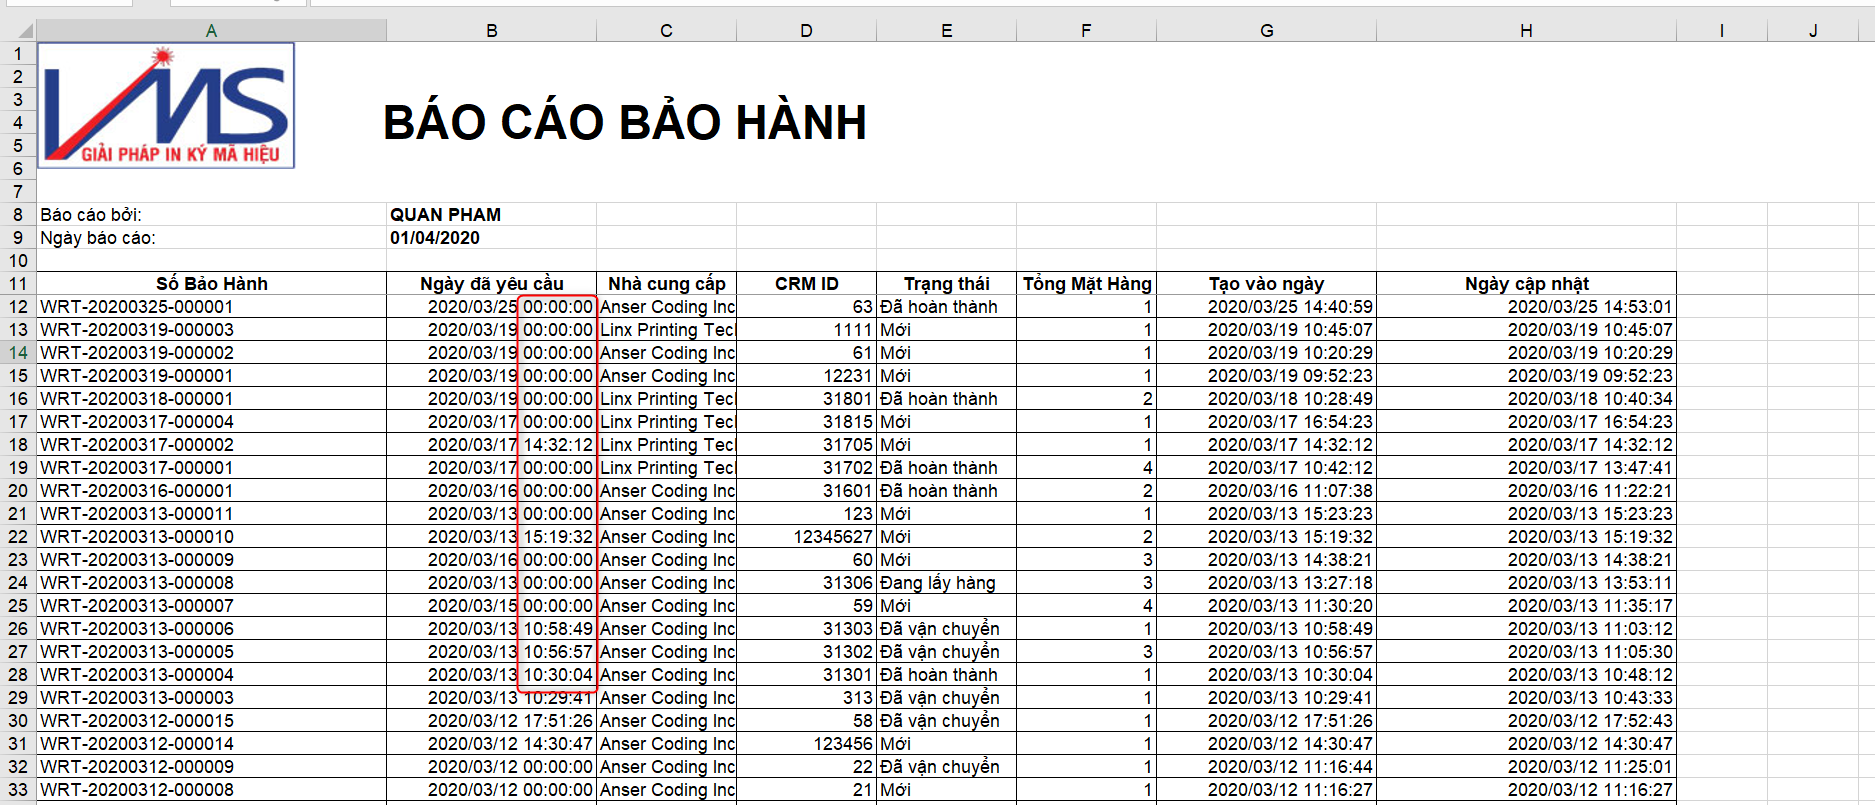 A B C D E F G H I J
1
2
3
4
5
6
7
VMS
GIẢI PHÁP IN KÝ MÃ HIỆU
BÁO CÁO BẢO HÀNH
8 Báo cáo bởi: QUAN PHAM
9 Ngày báo cáo: 01/04/2020
10
11 Số Bảo Hành Ngày đã yêu cầu Nhà cung cấp CRM ID Trạng thái Tổng Mặt Hàng Tạo vào ngày Ngày cập nhật
12 WRT-20200325-000001 2020/03/25 00:00:00 Anser Coding Inc 63 Đã hoàn thành 1 2020/03/25 14:40:59 2020/03/25 14:53:01
13 WRT-20200319-000003 2020/03/19 00:00:00 Linx Printing Tecl 1111 Mới 1 2020/03/19 10:45:07 2020/03/19 10:45:07
14 WRT-20200319-000002 2020/03/19 00:00:00 Anser Coding Inc 61 Mới 1 2020/03/19 10:20:29 2020/03/19 10:20:29
15 WRT-20200319-000001 2020/03/19 00:00:00 Anser Coding Inc 12231 Mới 1 2020/03/19 09:52:23 2020/03/19 09:52:23
16 WRT-20200318-000001 2020/03/19 00:00:00 Linx Printing Tecl 31801 Đã hoàn thành 2 2020/03/18 10:28:49 2020/03/18 10:40:34
17 WRT-20200317-000004 2020/03/17 00:00:00 Linx Printing Tecl 31815 Mới 1 2020/03/17 16:54:23 2020/03/17 16:54:23
18 WRT-20200317-000002 2020/03/17 14:32:12 Linx Printing Tecl 31705 Mới 1 2020/03/17 14:32:12 2020/03/17 14:32:12
19 WRT-20200317-000001 2020/03/17 00:00:00 Linx Printing Tecl 31702 Đã hoàn thành 4 2020/03/17 10:42:12 2020/03/17 13:47:41
20 WRT-20200316-000001 2020/03/16 00:00:00 Anser Coding Inc 31601 Đã hoàn thành 2 2020/03/16 11:07:38 2020/03/16 11:22:21
21 WRT-20200313-000011 2020/03/13 00:00:00 Anser Coding Inc 123 Mới 1 2020/03/13 15:23:23 2020/03/13 15:23:23
22 WRT-20200313-000010 2020/03/13 15:19:32 Anser Coding Inc 12345627 Mới 2 2020/03/13 15:19:32 2020/03/13 15:19:32
23 WRT-20200313-000009 2020/03/16 00:00:00 Anser Coding Inc 60 Mới 3 2020/03/13 14:38:21 2020/03/13 14:38:21
24 WRT-20200313-000008 2020/03/13 00:00:00 Anser Coding Inc 31306 Đang lấy hàng 3 2020/03/13 13:27:18 2020/03/13 13:53:11
25 WRT-20200313-000007 2020/03/15 00:00:00 Anser Coding Inc 59 Mới 4 2020/03/13 11:30:20 2020/03/13 11:35:17
26 WRT-20200313-000006 2020/03/13 10:58:49 Anser Coding Inc 31303 Đã vận chuyển 1 2020/03/13 10:58:49 2020/03/13 11:03:12
27 WRT-20200313-000005 2020/03/13 10:56:57 Anser Coding Inc 31302 Đã vận chuyển 3 2020/03/13 10:56:57 2020/03/13 11:05:30
28 WRT-20200313-000004 2020/03/13 10:30:04 Anser Coding Inc 31301 Đã hoàn thành 1 2020/03/13 10:30:04 2020/03/13 10:48:12
29 WRT-20200313-000003 2020/03/13 10:29:41 Anser Coding Inc 313 Đã vận chuyển 1 2020/03/13 10:29:41 2020/03/13 10:43:33
30 WRT-20200312-000015 2020/03/12 17:51:26 Anser Coding Inc 58 Đã vận chuyển 1 2020/03/12 17:51:26 2020/03/12 17:52:43
31 WRT-20200312-000014 2020/03/12 14:30:47 Anser Coding Inc 123456 Mới 1 2020/03/12 14:30:47 2020/03/12 14:30:47
32 WRT-20200312-000009 2020/03/12 00:00:00 Anser Coding Inc 22 Đã vận chuyển 1 2020/03/12 11:16:44 2020/03/12 11:25:01
33 WRT-20200312-000008 2020/03/12 00:00:00 Anser Coding Inc 21 Mới 1 2020/03/12 11:16:27 2020/03/12 11:16:27